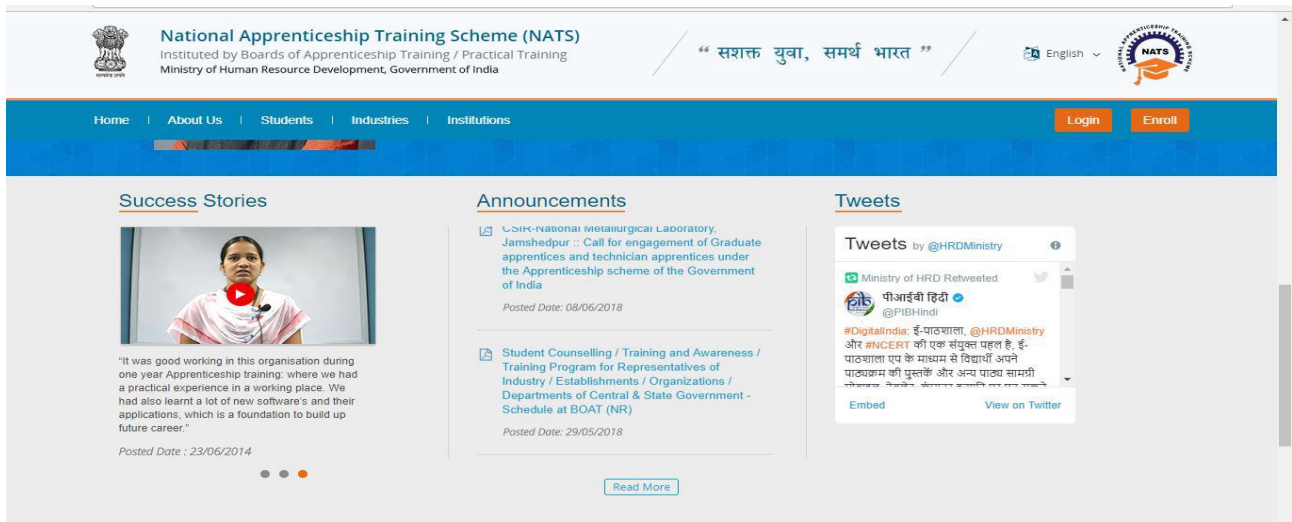 National Apprenticeship Training Scheme (NATS)
Instituted by Boards of Apprenticeship Training / Practical Training
Ministry of Human Resource Development, Government of India
“ सशक्त युवा, समर्थ भारत ”
English
NATIONAL APPRENTICESHIP TRAINING SCHEME
NATS
सत्यमेव जयते
Home | About Us | Students | Industries | Institutions
Login
Enroll
Success Stories
“It was good working in this organisation during
one year Apprenticeship training: where we had
a practical experience in a working place. We
had also learnt a lot of new software's and their
applications, which is a foundation to build up
future career.”
Posted Date : 23/06/2014
Announcements
CSIR-National Metallurgical Laboratory,
Jamshedpur :: Call for engagement of Graduate
apprentices and technician apprentices under
the Apprenticeship scheme of the Government
of India
Posted Date: 08/06/2018
Student Counselling / Training and Awareness /
Training Program for Representatives of
Industry / Establishments / Organizations /
Departments of Central & State Government -
Schedule at BOAT (NR)
Posted Date: 29/05/2018
Read More
Tweets
Tweets by @HRDMinistry
Ministry of HRD Retweeted
पीआईबी हिंदी
@PIBHindi
#DigitalIndia: ई-पाठशाला, @HRDMinistry
और #NCERT की एक संयुक्त पहल है, ई-
पाठशाला एप के माध्यम से विद्यार्थी अपने
पाठ्यक्रम की पुस्तकें और अन्य पाठ्य सामग्री
Embed
View on Twitter